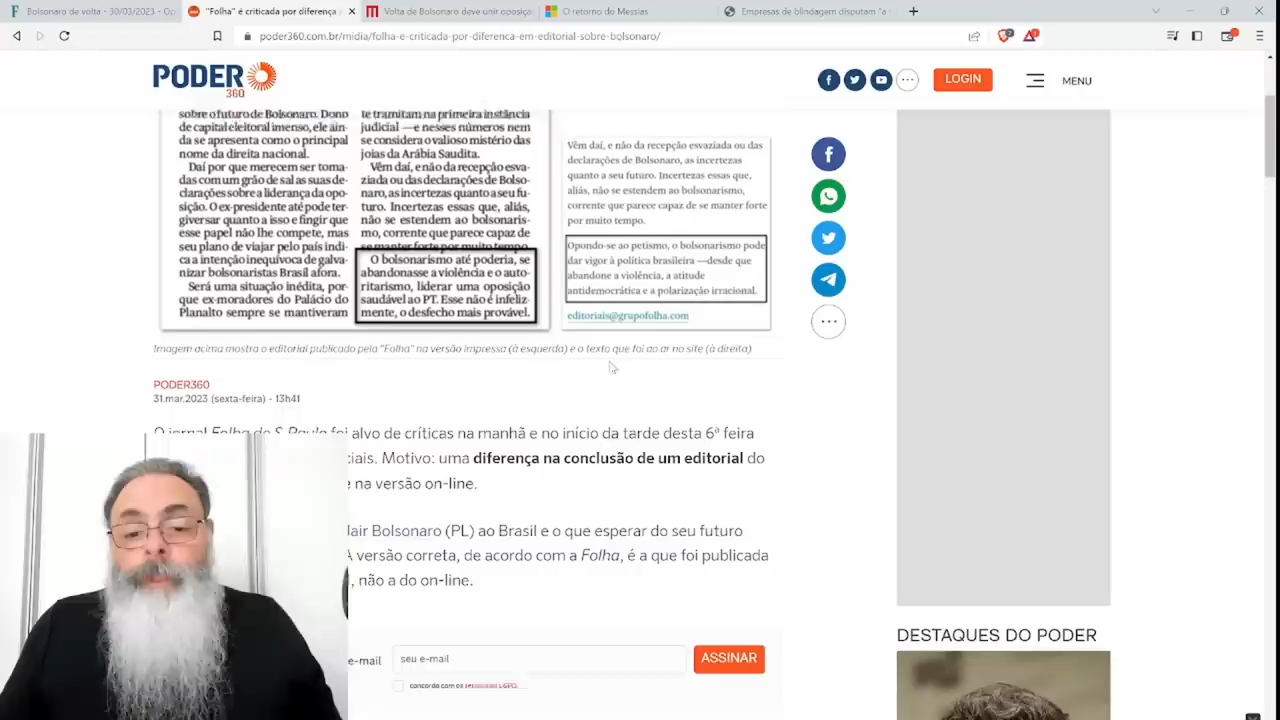 Bolsonaro de volta - 30/03/2023 - Op
"Folha" é criticada por diferença e
Volta de Bolsonaro deve unir oposiçã
O retorno do Messias
Empresas de blindagem disputam "a
poder360.com.br/midia/folha-e-criticada-por-diferenca-em-editorial-sobre-bolsonaro/
PODER
360
LOGIN
MENU
sobre o futuro de Bolsonaro. Dono
de capital eleitoral imenso, ele ain-
da se apresenta como o principal
nome da direita nacional.
Daí por que merecem ser toma-
das com um grão de sal as suas de-
clarações sobre a liderança da opo-
sição. O ex-presidente até pode ter-
giversar quanto a isso e fingir que
esse papel não lhe compete, mas
seu plano de viajar pelo país indi-
ca a intenção inequívoca de galva-
nizar bolsonaristas Brasil afora.
Será uma situação inédita, por-
que ex-moradores do Palácio do
Planalto sempre se mantiveram
te tramitam na primeira instância
judicial —e nesses números nem
se considera o valioso mistério das
joias da Arábia Saudita.
Vêm daí, e não da recepção esva-
ziada ou das declarações de Bolso-
naro, as incertezas quanto a seu fu-
turo. Incertezas essas que, aliás,
não se estendem ao bolsonaris-
mo, corrente que parece capaz de
se manter forte por muito tempo.
O bolsonarismo até poderia, se
abandonasse a violência e o auto-
ritarismo, liderar uma oposição
saudável ao PT. Esse não é infeliz-
mente, o desfecho mais provável.
Vêm daí, e não da recepção esvaziada ou das
declarações de Bolsonaro, as incertezas
quanto a seu futuro. Incertezas essas que,
aliás, não se estendem ao bolsonarismo,
corrente que parece capaz de se manter forte
por muito tempo.
Opondo-se ao petismo, o bolsonarismo pode
dar vigor à política brasileira —desde que
abandone a violência, a atitude
antidemocrática e a polarização irracional.
editoriais@grupofolha.com
Imagem acima mostra o editorial publicado pela "Folha" na versão impressa (à esquerda) e o texto que foi ao ar no site (à direita)
PODER360
31.mar.2023 (sexta-feira) - 13h41
O jornal Folha de S.Paulo foi alvo de críticas na manhã e no início da tarde desta 6ª feira
ciais. Motivo: uma diferença na conclusão de um editorial do
e na versão on-line.
Jair Bolsonaro (PL) ao Brasil e o que esperar do seu futuro
A versão correta, de acordo com a Folha, é a que foi publicada
, não a do on-line.
e-mail
seu e-mail
ASSINAR
concordo com os LGPD.
DESTAQUES DO PODER